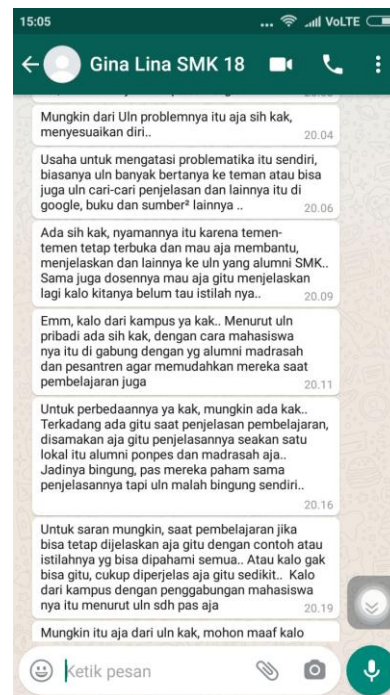 15:05
... VoLTE
Gina Lina SMK 18
Mungkin dari Uln problemnya itu aja sih kak,
menyesuaikan diri..
20.04
Usaha untuk mengatasi problematika itu sendiri,
biasanya uln banyak bertanya ke teman atau bisa
juga uln cari-cari penjelasan dan lainnya itu di
google, buku dan sumber² lainnya ..
20.06
Ada sih kak, nyamannya itu karena temen-
temen tetap terbuka dan mau aja membantu,
menjelaskan dan lainnya ke uln yang alumni SMK..
Sama juga dosennya mau aja gitu menjelaskan
lagi kalo kitanya belum tau istilah nya..
20.09
Emm, kalo dari kampus ya kak.. Menurut uln
pribadi ada sih kak, dengan cara mahasiswa
nya itu di gabung dengan yg alumni madrasah
dan pesantren agar memudahkan mereka saat
pembelajaran juga
20.11
Untuk perbedaannya ya kak, mungkin ada kak..
Terkadang ada gitu saat penjelasan pembelajaran,
disamakan aja gitu penjelasannya seakan satu
lokal itu alumni ponpes dan madrasah aja..
Jadinya bingung, pas mereka paham sama
penjelasannya tapi uln malah bingung sendiri..
20.16
Untuk saran mungkin, saat pembelajaran jika
bisa tetap dijelaskan aja gitu dengan contoh atau
istilahnya yg bisa dipahami semua.. Atau kalo gak
bisa gitu, cukup diperjelas aja gitu sedikit.. Kalo
dari kampus dengan penggabungan mahasiswa
nya itu menurut uln sdh pas aja
20.19
Mungkin itu aja dari uln kak, mohon maaf kalo
Ketik pesan